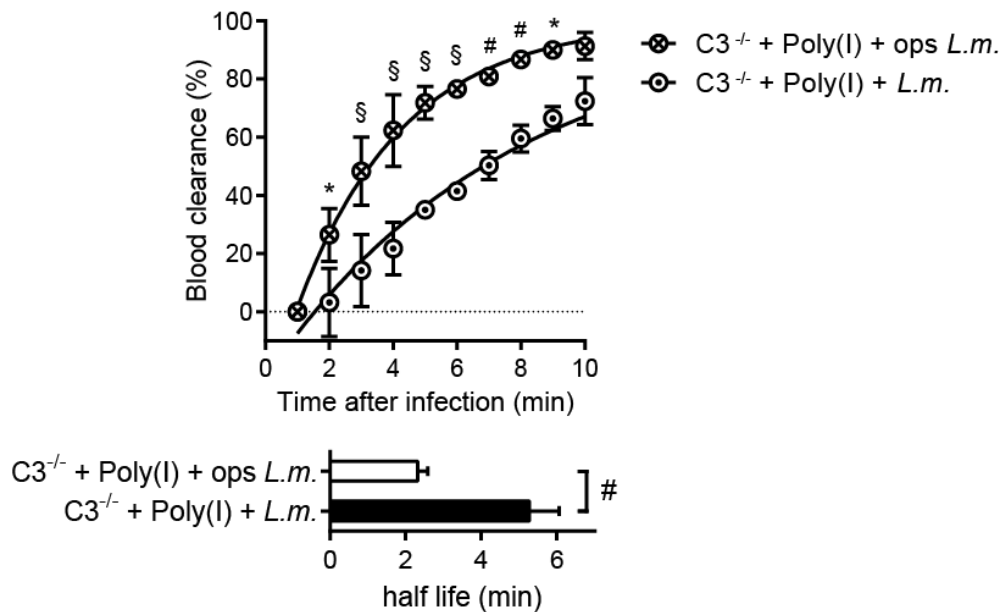 Blood clearance (%)
100
80
60
40
20
0
* § § § § # # *
0 2 4 6 8 10
Time after infection (min)
C3 -/- + Poly(I) + ops L.m.
C3 -/- + Poly(I) + L.m.
C3-/- + Poly(I) + ops L.m.
C3-/- + Poly(I) + L.m.
#
0 2 4 6
half life (min)